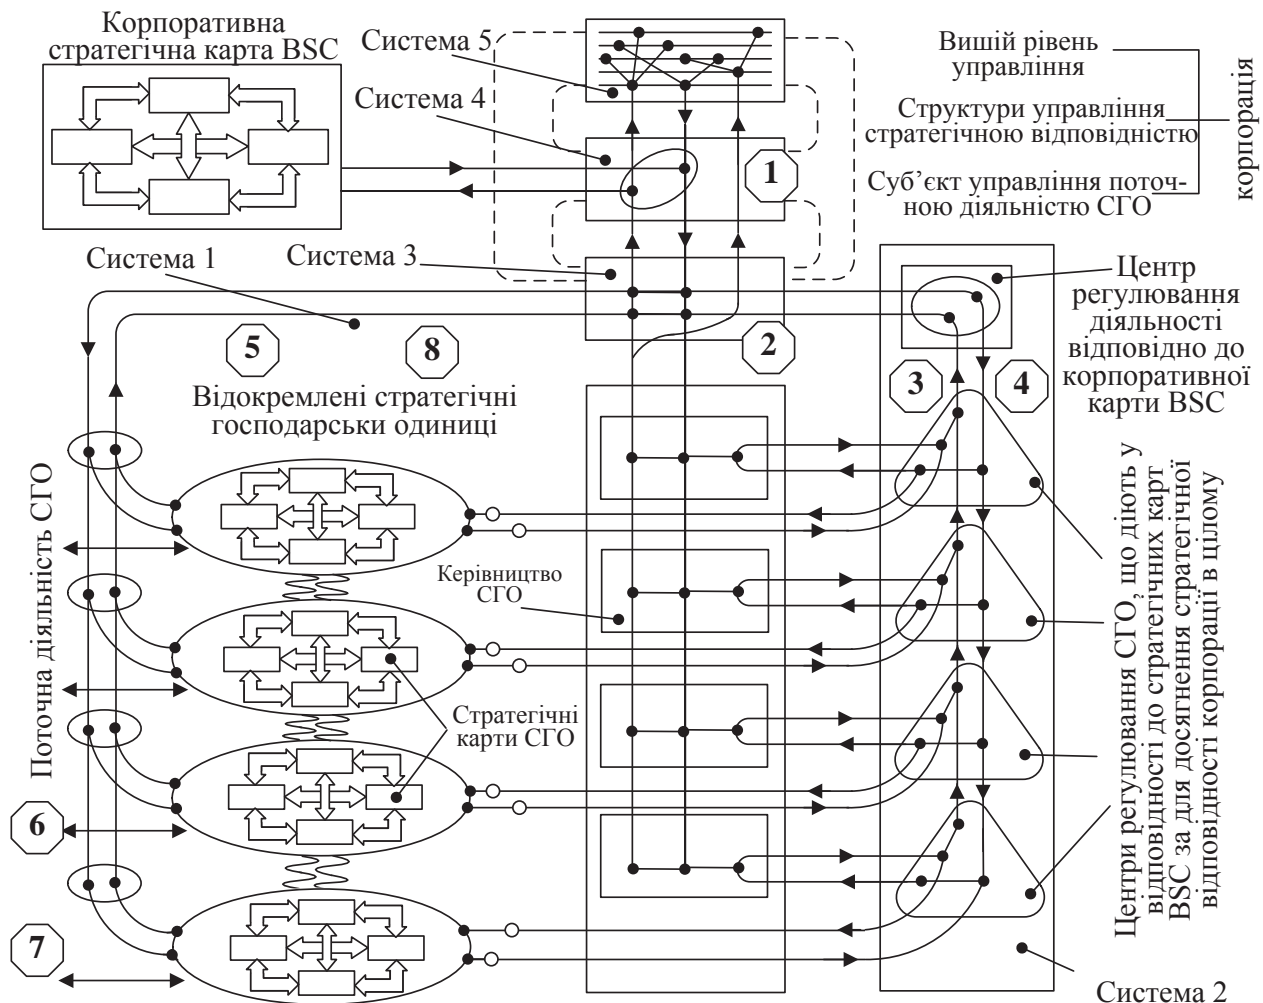 Корпоративна
стратегічна карта BSC
Система 5
Система 4
Вишій рівень
управління
Структури управління
стратегічною відповідністю
Суб’єкт управління поточ-
ною діяльністю СГО
корпорація
1
Система 1
Система 3
2
Центр
регулювання
діяльності
відповідно до
корпоративної
карти BSC
5
8
3
4
Відокремлені стратегічні
господарськи одиниці
Поточна діяльність СГО
Керівництво
СГО
Стратегічні
карти СГО
6
7
Центри регулювання СГО, що діють у
відповідності до стратегічних карт
BSC за для досягнення стратегічної
відповідності корпорації в цілому
Система 2